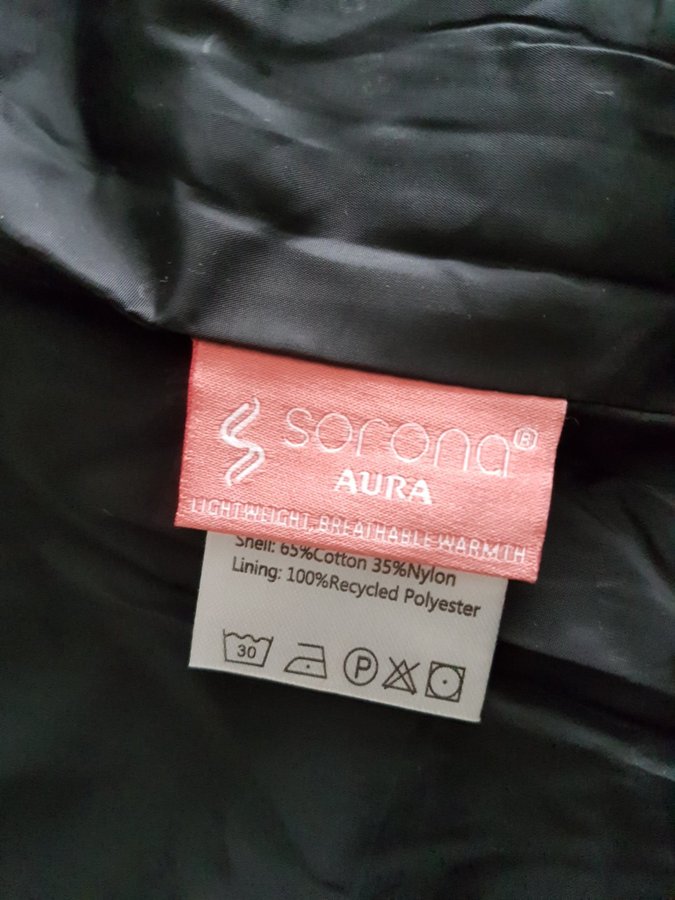 sorona®
AURA
LIGHTWEIGHT, BREATHABLE WARMTH
Shell: 65%Cotton 35%Nylon
Lining: 100%Recycled Polyester
30 P